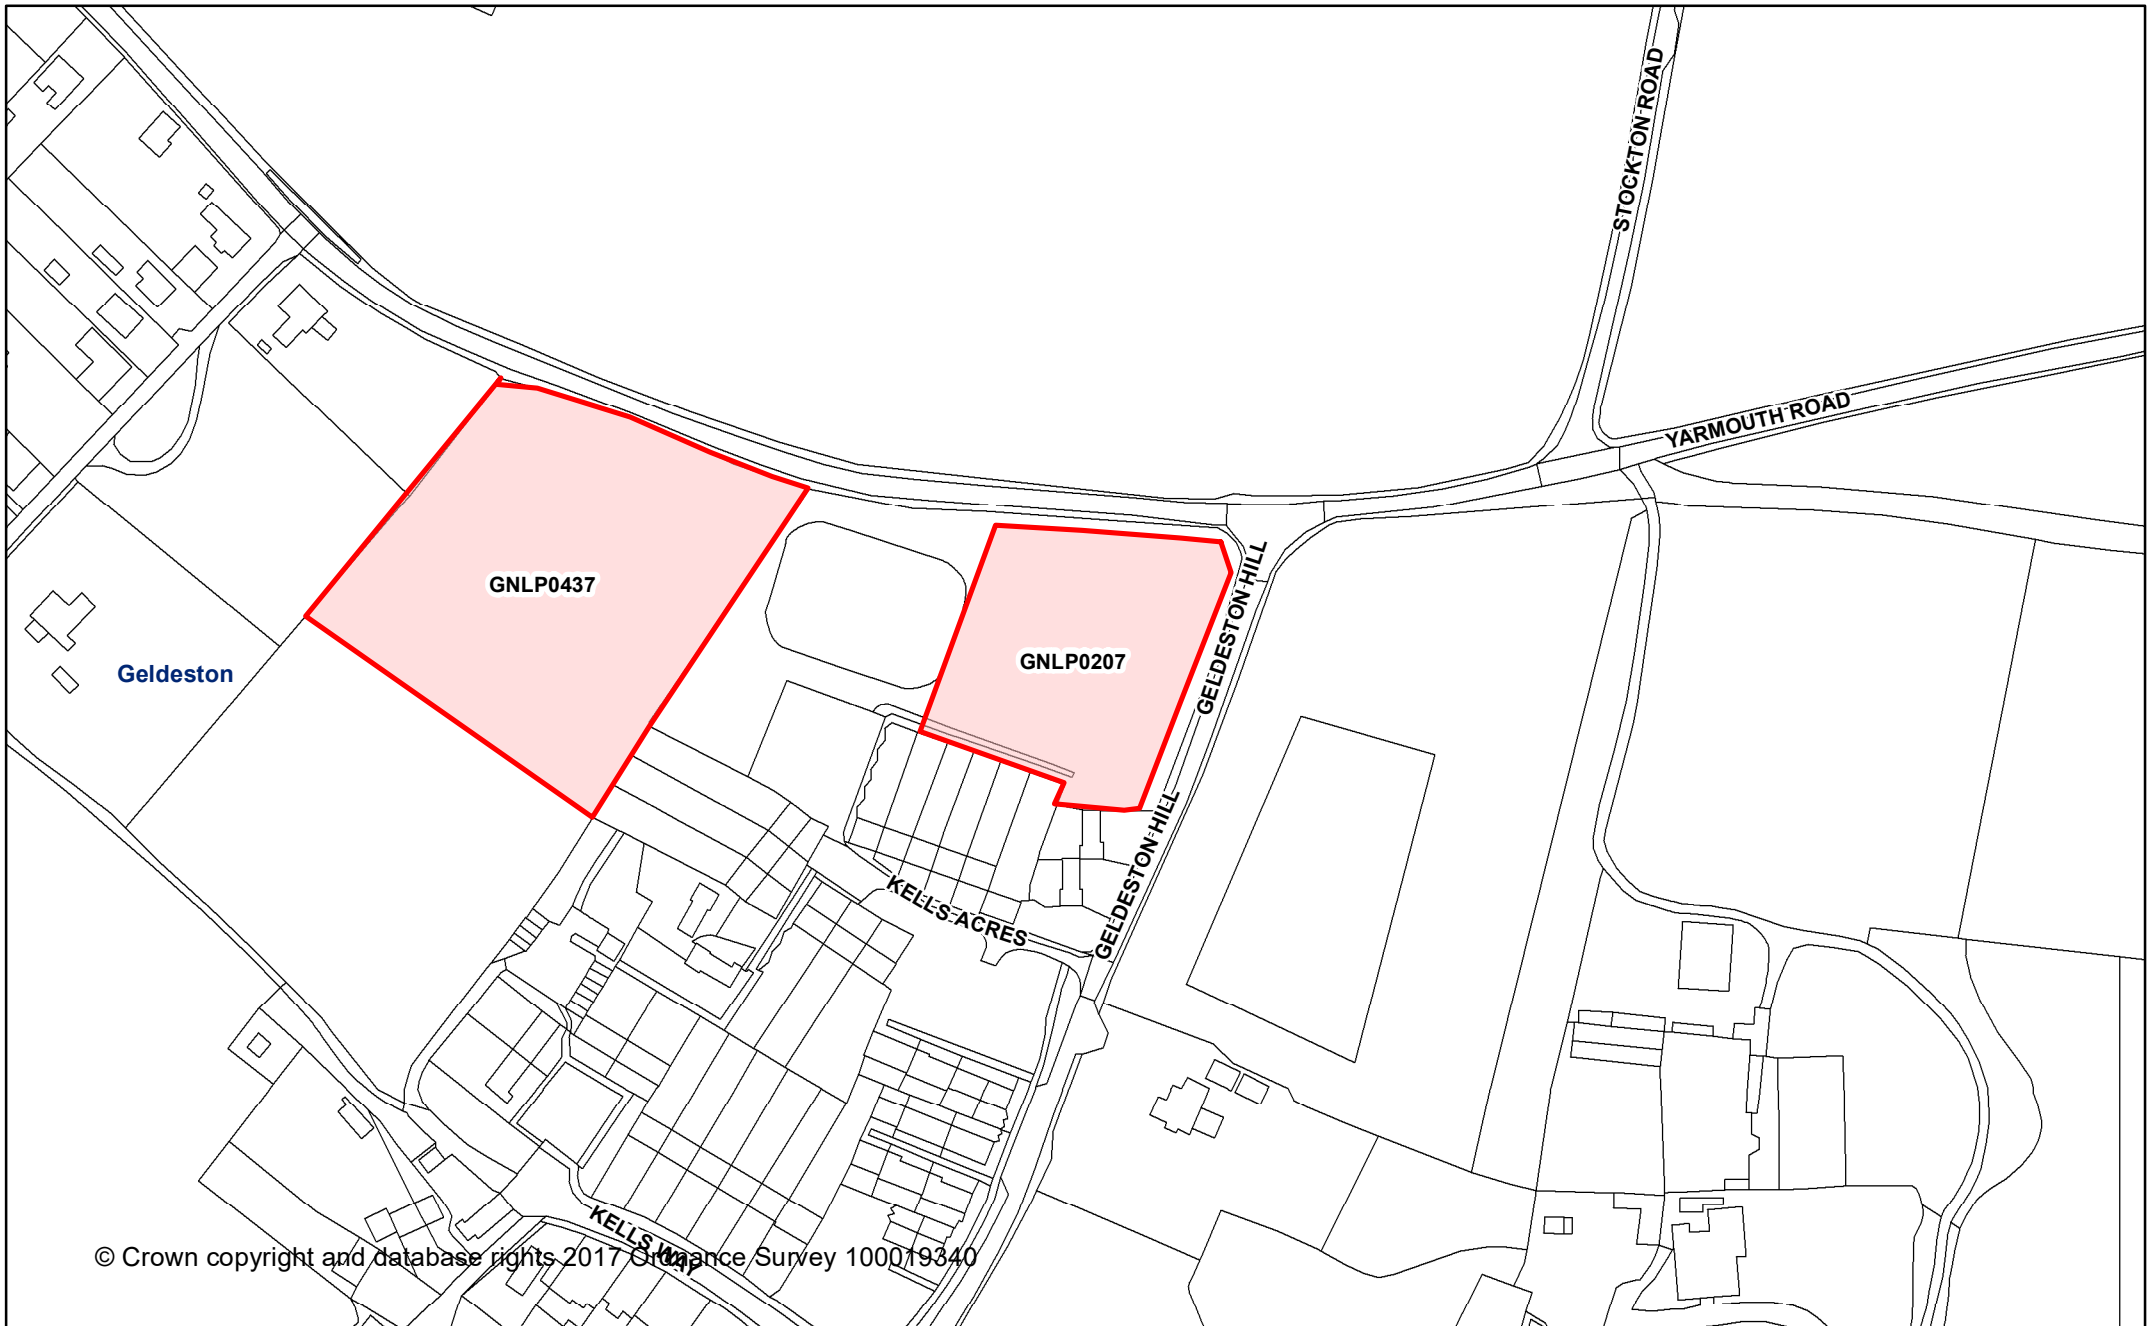 STOCKTON ROAD
YARMOUTH ROAD
GNLP0437
GELDESTON HILL
GNLP0207
Geldeston
GELDESTON HILL
KELLS ACRES
KELLS WAY
© Crown copyright and database rights 2017 Ordnance Survey 100019340